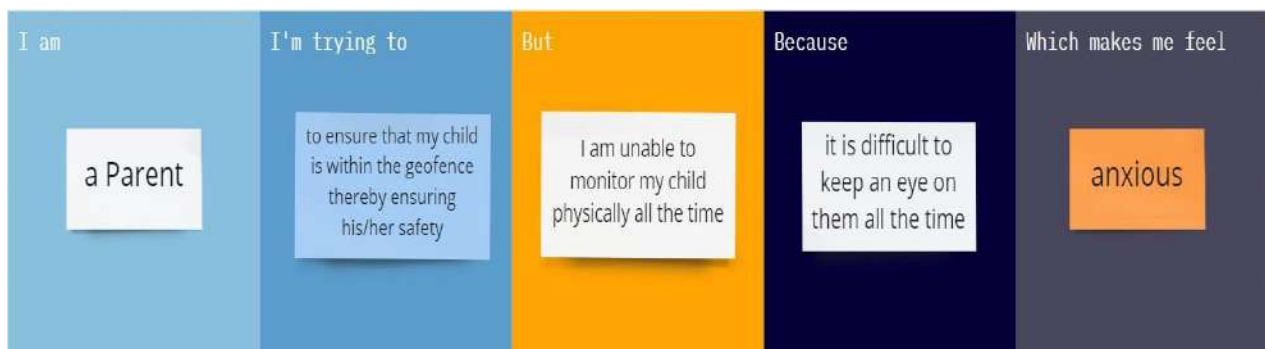 I am
a Parent
I'm trying to
to ensure that my child
is within the geofence
thereby ensuring
his/her safety
But
I am unable to
monitor my child
physically all the time
Because
it is difficult to
keep an eye on
them all the time
Which makes me feel
anxious